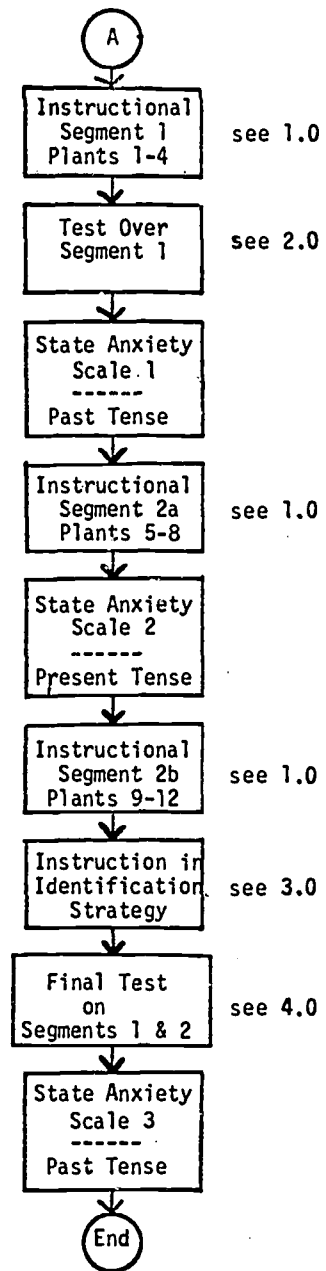 A
Instructional
Segment 1
Plants 1-4
see 1.0
Test Over
Segment 1
see 2.0
State Anxiety
Scale 1
------
Past Tense
Instructional
Segment 2a
Plants 5-8
see 1.0
State Anxiety
Scale 2
------
Present Tense
Instructional
Segment 2b
Plants 9-12
see 1.0
Instruction in
Identification
Strategy
see 3.0
Final Test
on
Segments 1 & 2
see 4.0
State Anxiety
Scale 3
------
Past Tense
End